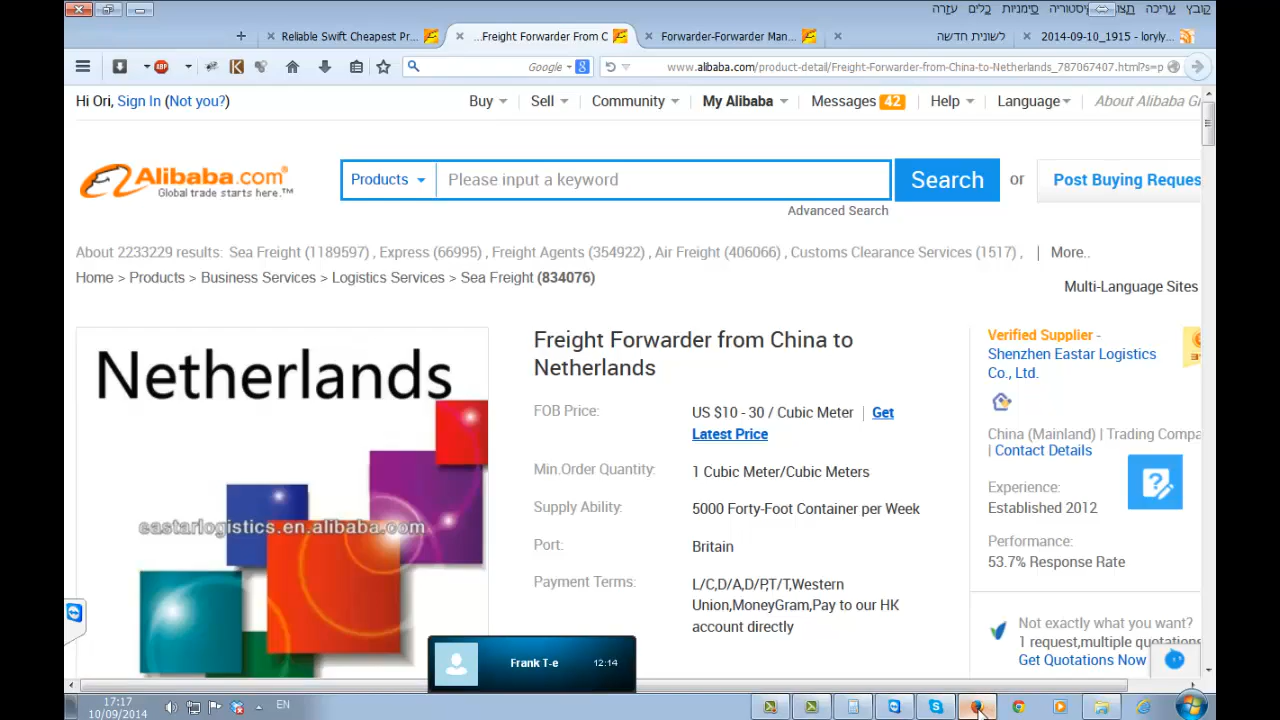 קובץ עריכה תצו יסטוריה סימניות כלים עזרה
Reliable Swift Cheapest Pr...
...Freight Forwarder From C
Forwarder-Forwarder Man...
לשונית חדשה
2014-09-10_1915 - loryly...
Google
www.alibaba.com/product-detail/Freight-Forwarder-from-China-to-Netherlands_787067407.html?s=p
Hi Ori, Sign In (Not you?)
Buy Sell Community My Alibaba Messages 42 Help Language About Alibaba G
Alibaba.com
Global trade starts here.™
Products Please input a keyword Search or Post Buying Reques
Advanced Search
About 2233229 results: Sea Freight (1189597) , Express (66995) , Freight Agents (354922) , Air Freight (406066) , Customs Clearance Services (1517) , | More..
Home > Products > Business Services > Logistics Services > Sea Freight (834076)
Multi-Language Sites
Netherlands
eastarlogistics.en.alibaba.com
Freight Forwarder from China to
Netherlands
FOB Price: US $10 - 30 / Cubic Meter | Get
Latest Price
Min.Order Quantity: 1 Cubic Meter/Cubic Meters
Supply Ability: 5000 Forty-Foot Container per Week
Port: Britain
Payment Terms: L/C,D/A,D/P,T/T,Western
Union,MoneyGram,Pay to our HK
account directly
Verified Supplier -
Shenzhen Eastar Logistics
Co., Ltd.
China (Mainland) | Trading Compa
| Contact Details
Experience:
Established 2012
Performance:
53.7% Response Rate
Not exactly what you want?
1 request,multiple quotations
Get Quotations Now
Frank T-e 12:14
17:17
10/09/2014
EN